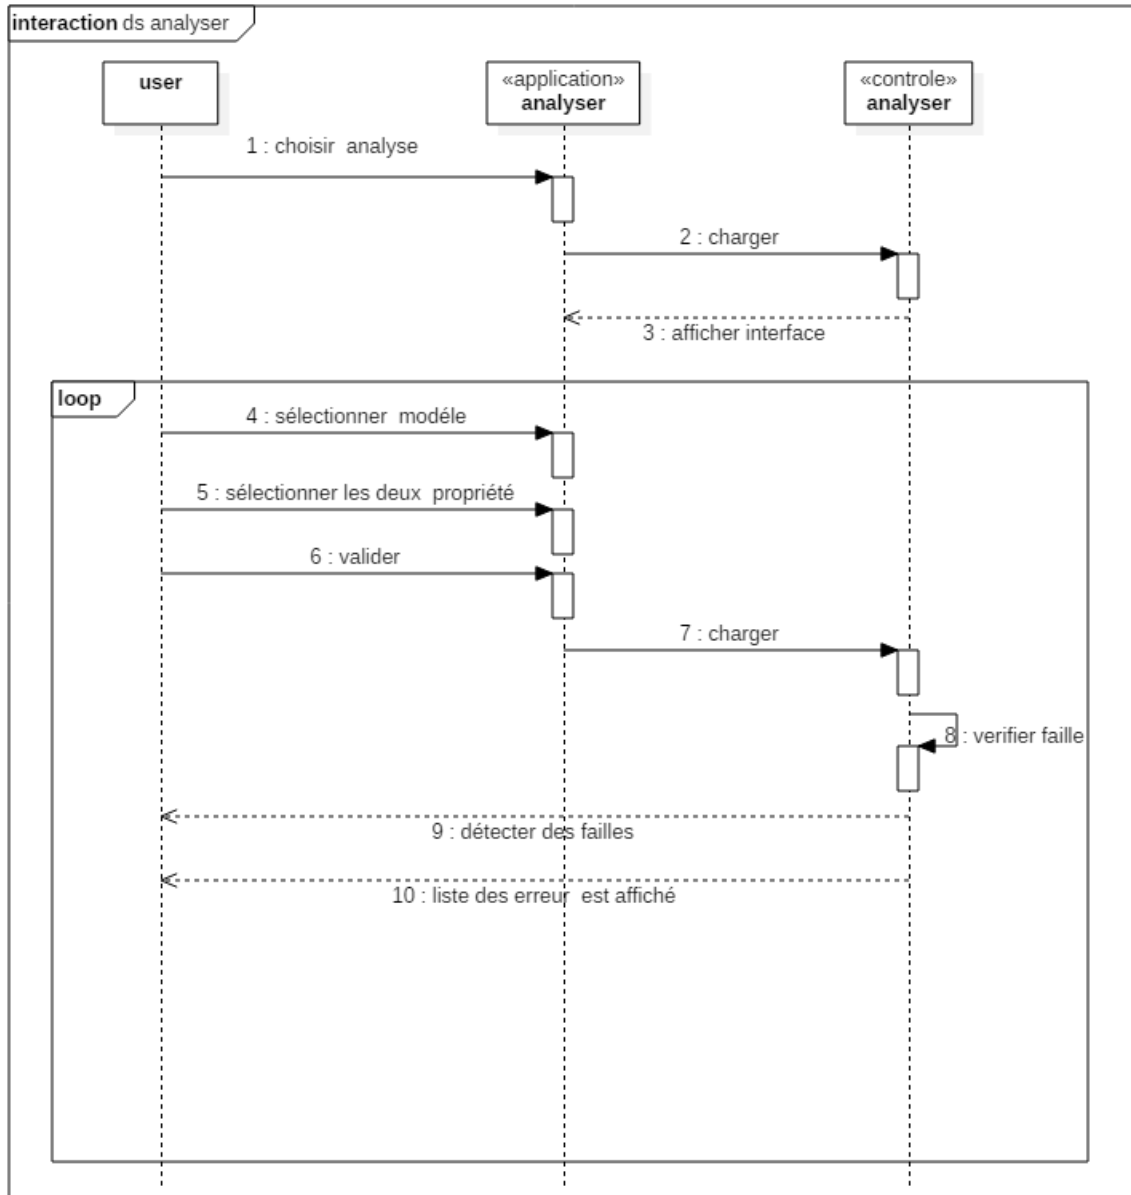 interaction ds analyser
user
«application»
analyser
«controle»
analyser
1 : choisir analyse
2 : charger
3 : afficher interface
loop
4 : sélectionner modéle
5 : sélectionner les deux propriété
6 : valider
7 : charger
8 : verifier faille
9 : détecter des failles
10 : liste des erreur est affiché